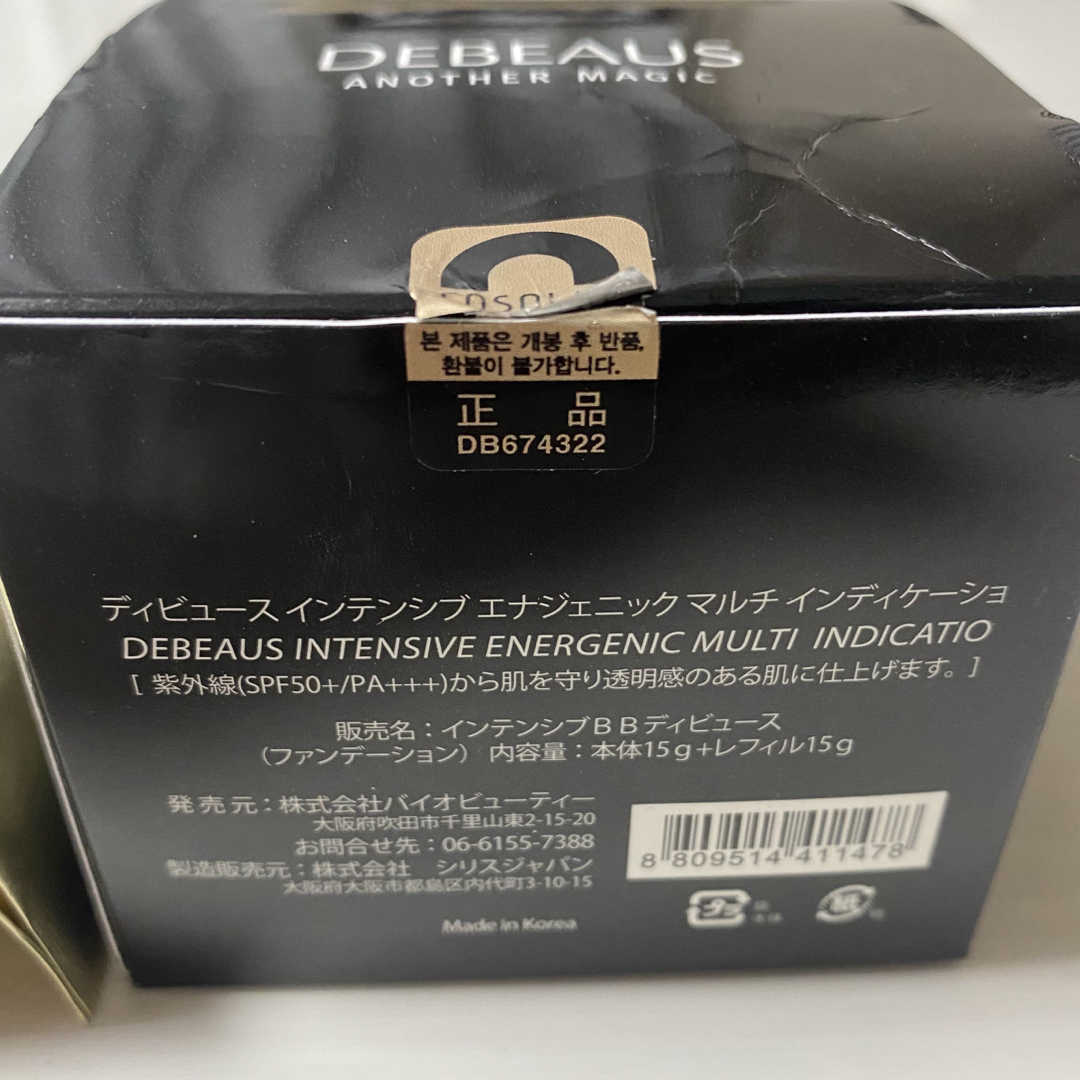 DEBEAUS
ANOTHER MAGIC
본 제품은 개봉 후 반품,
환불이 불가합니다.
正 品
DB674322
ディビュース インテンシブ エナジェニック マルチ インディケーショ
DEBEAUS INTENSIVE ENERGENIC MULTI INDICATIO
[ 紫外線(SPF50+/PA+++)から肌を守り透明感のある肌に仕上げます。]
販売名：インテンシブＢＢディビュース
（ファンデーション） 内容量：本体15ｇ+レフィル15ｇ
発売元：株式会社バイオビューティー
大阪府吹田市千里山東2-15-20
お問合せ先：06-6155-7388
製造販売元：株式会社 シリスジャパン
大阪府大阪市都島区内代町3-10-15
8 809514 411478
プラ
紙
Made in Korea